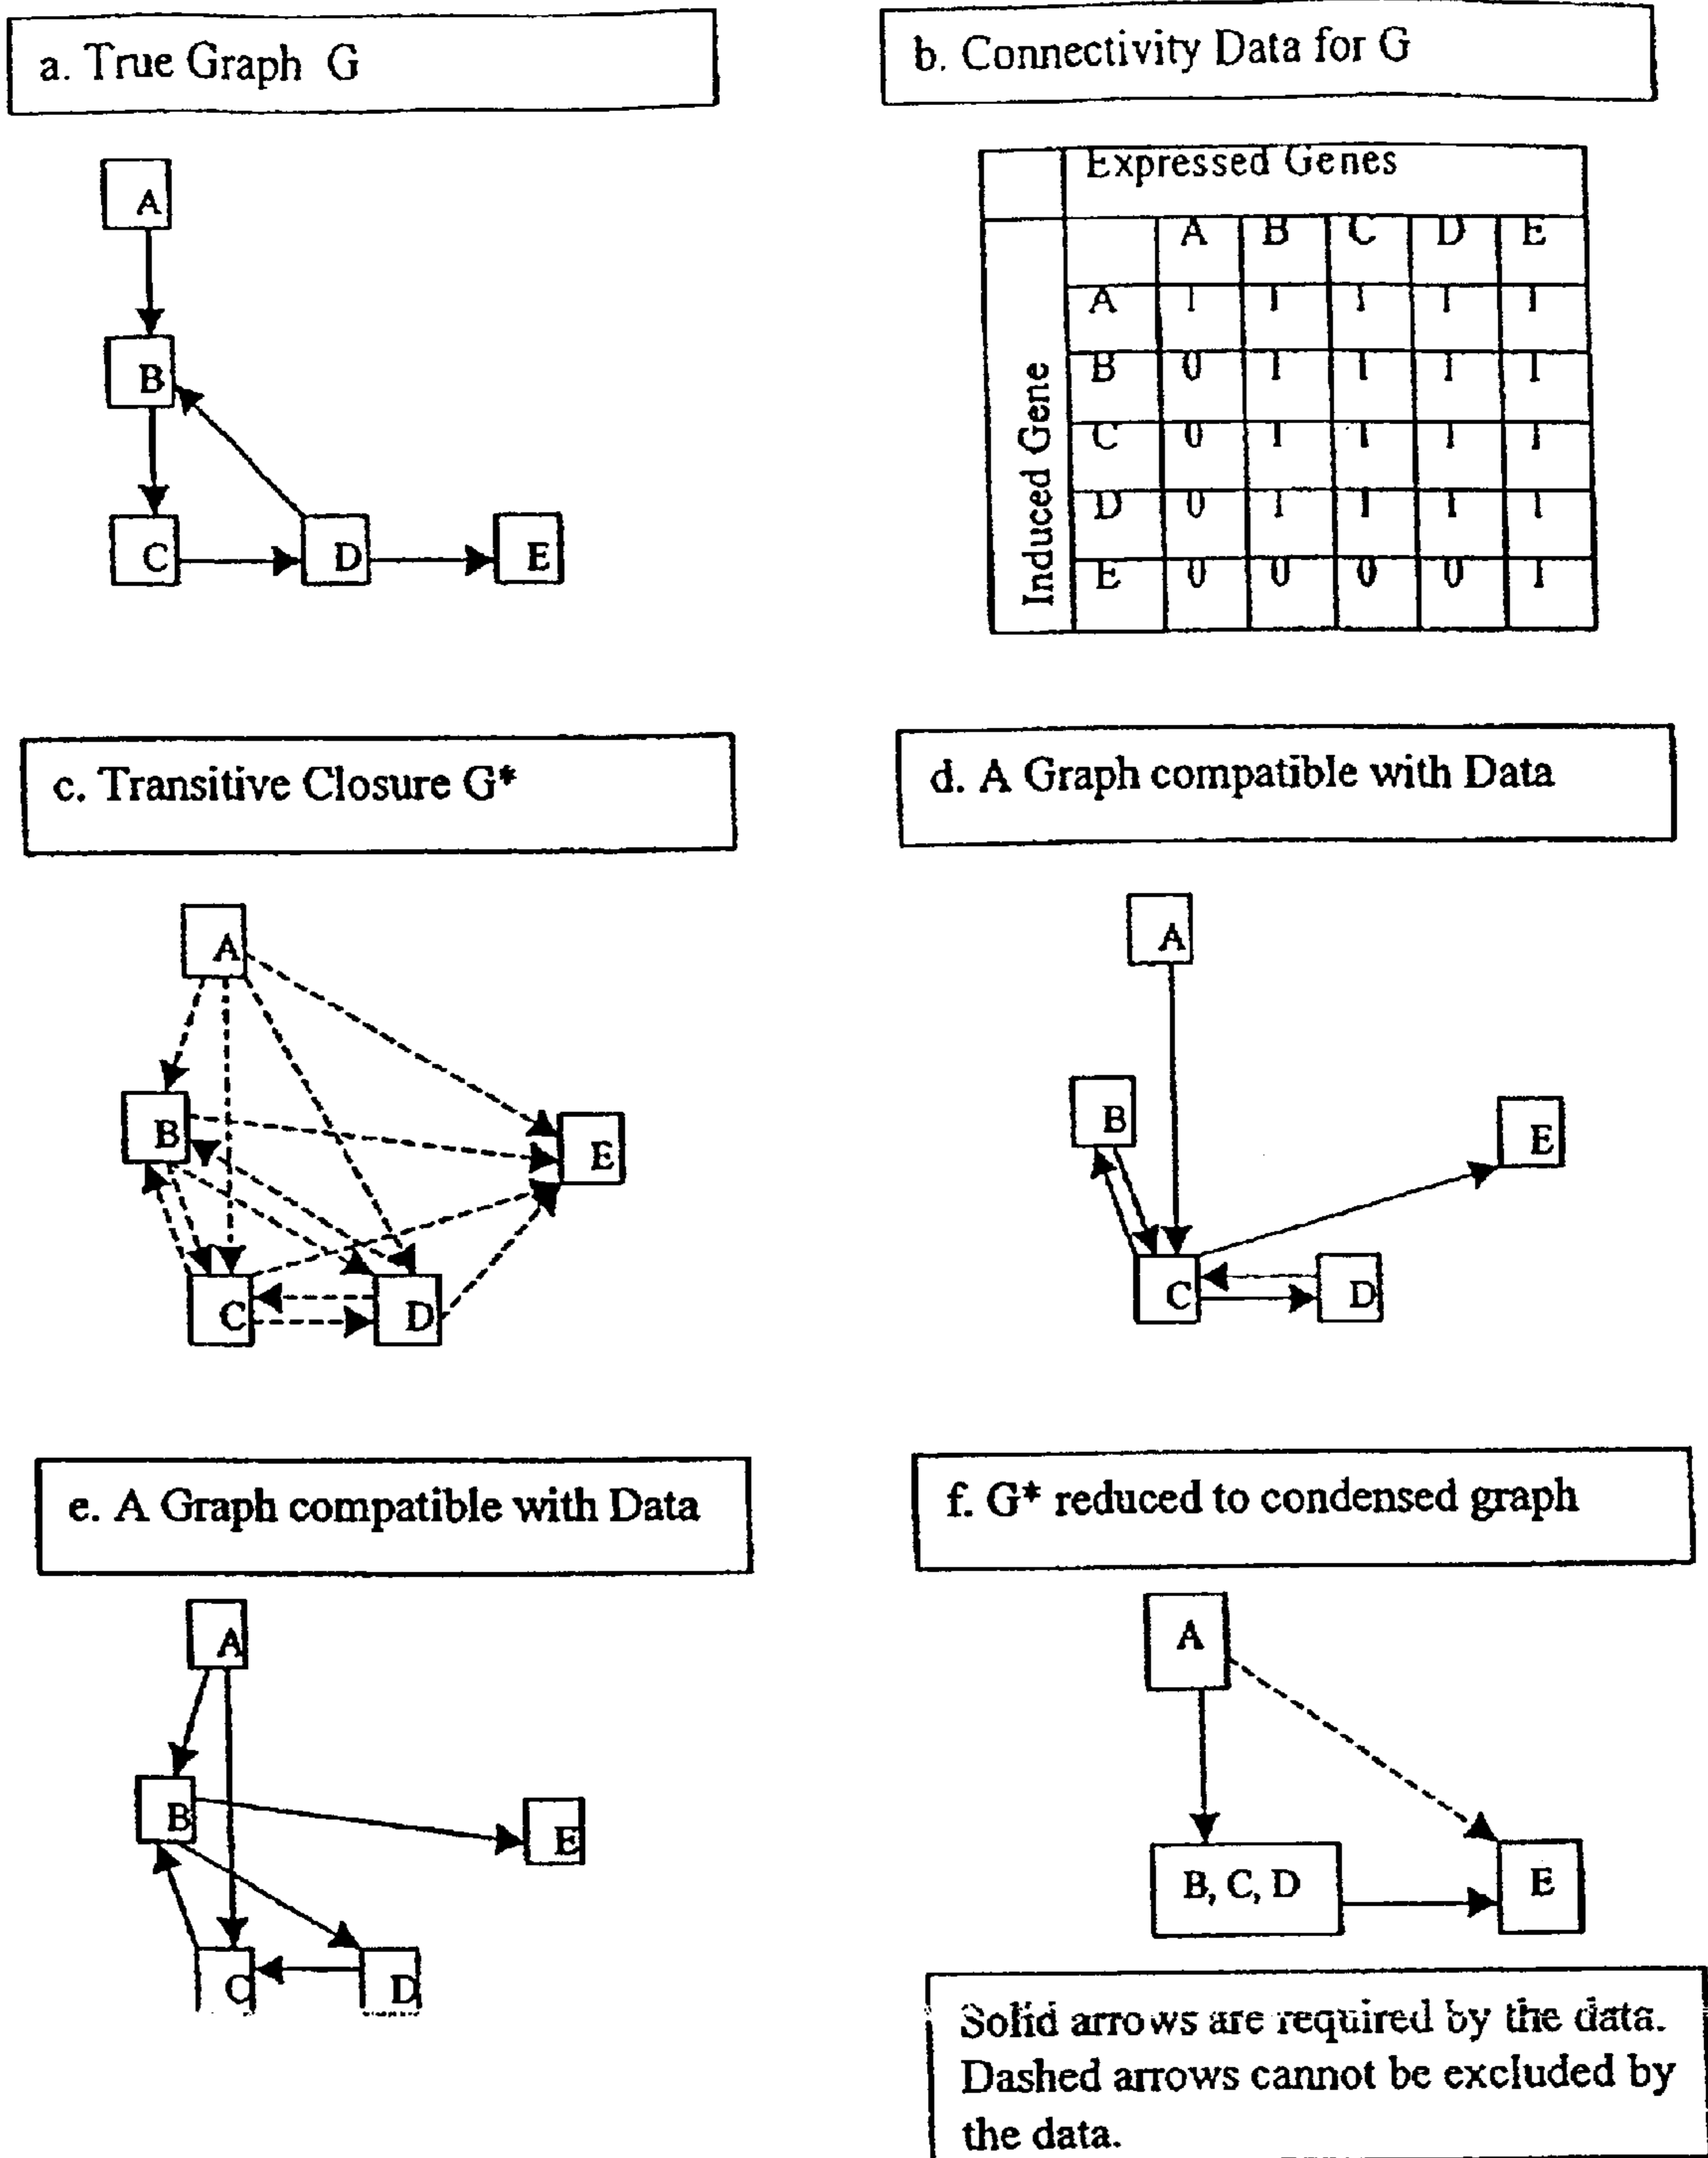 a. True Graph G
b. Connectivity Data for G
A
B
C
D
E
Expressed Genes
A B C D E
Induced Gene
A 1 1 1 1 1
B 0 1 1 1 1
C 0 1 1 1 1
D 0 1 1 1 1
E 0 0 0 0 1
c. Transitive Closure G*
d. A Graph compatible with Data
A
B
E
C
D
A
B
E
C
D
e. A Graph compatible with Data
f. G* reduced to condensed graph
A
B
E
C
D
A
B, C, D
E
Solid arrows are required by the data.
Dashed arrows cannot be excluded by
the data.